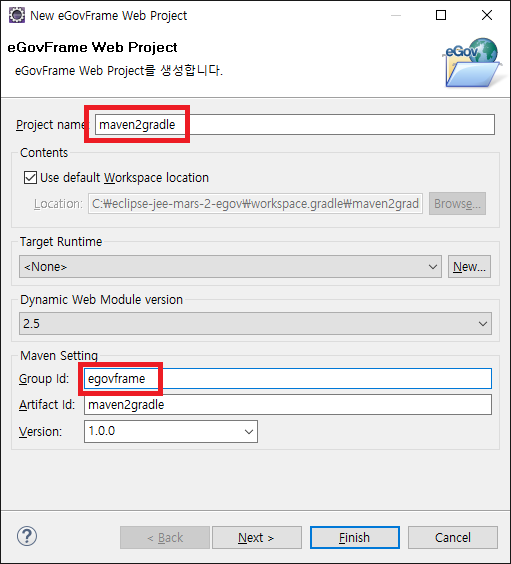 New eGovFrame Web Project
eGovFrame Web Project
eGovFrame Web Project를 생성합니다.
eGov
Project name
maven2gradle
Contents
Use default Workspace location
Location: C:₩eclipse-jee-mars-2-egov₩workspace.gradle₩maven2grad
Browse...
Target Runtime
<None>
New...
Dynamic Web Module version
2.5
Maven Setting
Group Id: egovframe
Artifact Id: maven2gradle
Version: 1.0.0
?
< Back
Next >
Finish
Cancel